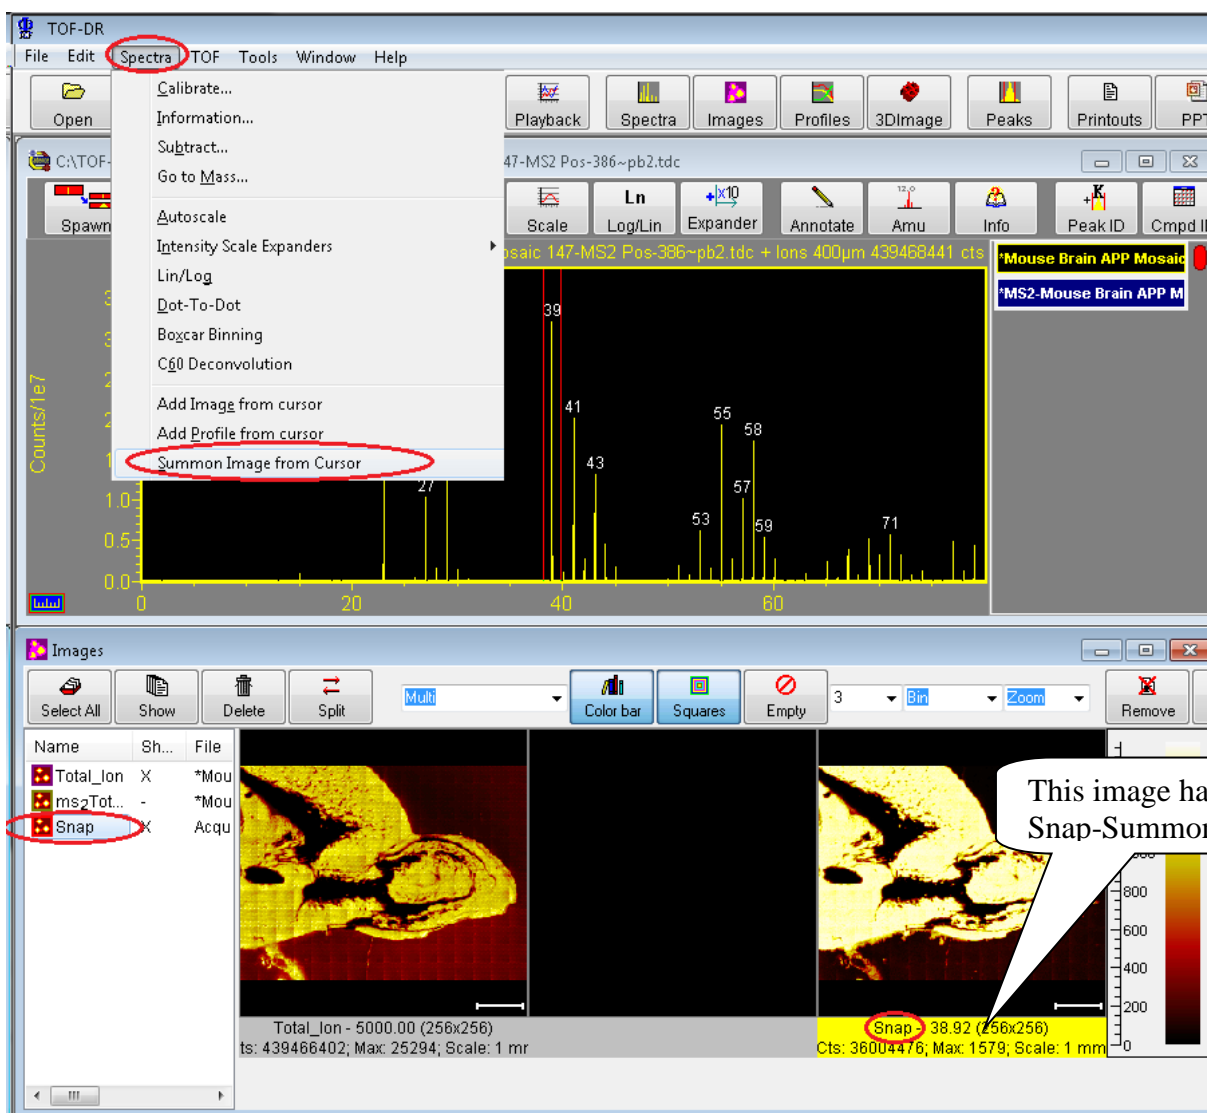 TOF-DR
File Edit Spectra TOF Tools Window Help
Open Playback Spectra Images Profiles 3DImage Peaks Printouts
Calibrate...
Information...
Subtract...
Go to Mass...
Autoscale
Intensity Scale Expanders
Lin/Log
Dot-To-Dot
Boxcar Binning
C60 Deconvolution
Add Image from cursor
Add Profile from cursor
Summon Image from Cursor
C:\TOF- 47-MS2 Pos-386~pb2.tdc
Ln +x10 12.0 K
Spawn Scale Log/Lin Expander Annotate Amu Info Peak ID Cmpd
147-MS2 Pos-386~pb2.tdc + Ions 400µm 439468441 cts
*Mouse Brain APP Mosaic
*MS2-Mouse Brain APP M
39
41
55
58
43
57
27
53
59
71
Counts/1e7
1.0
0.5
0.0
0 20 40 60
Images
Select All Show Delete Split Multi Color bar Squares Empty 3 Bin Zoom Remove
Name Sh... File
Total_Ion X *Mou
ms2Tot... - *Mou
Snap X Acqu
This image ha
Snap-Summon
800
600
400
200
0
Total_Ion - 5000.00 (256x256)
ts: 439466402; Max: 25294; Scale: 1 mr
Snap - 38.92 (256x256)
Cts: 36004476; Max: 1579; Scale: 1 mm